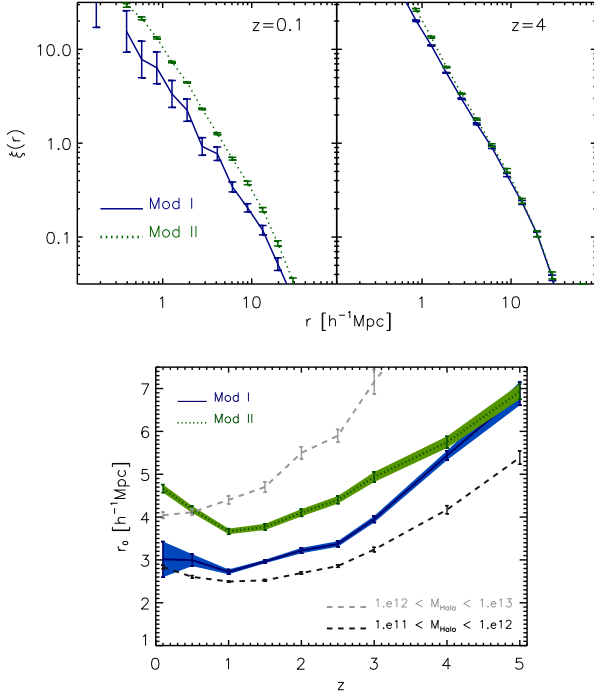 z=0.1
z=4
10.0
1.0
0.1
ξ(r)
Mod I
Mod II
1
10
1
10
r [h⁻¹Mpc]
7
6
5
4
3
2
1
r₀ [h⁻¹Mpc]
Mod I
Mod II
1.e12 < M_Halo < 1.e13
1.e11 < M_Halo < 1.e12
0
1
2
3
4
5
z